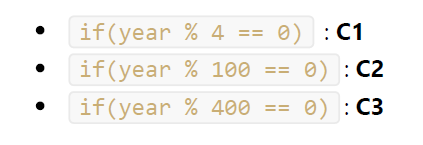 • if(year % 4 == 0) : C1
• if(year % 100 == 0) : C2
• if(year % 400 == 0) : C3